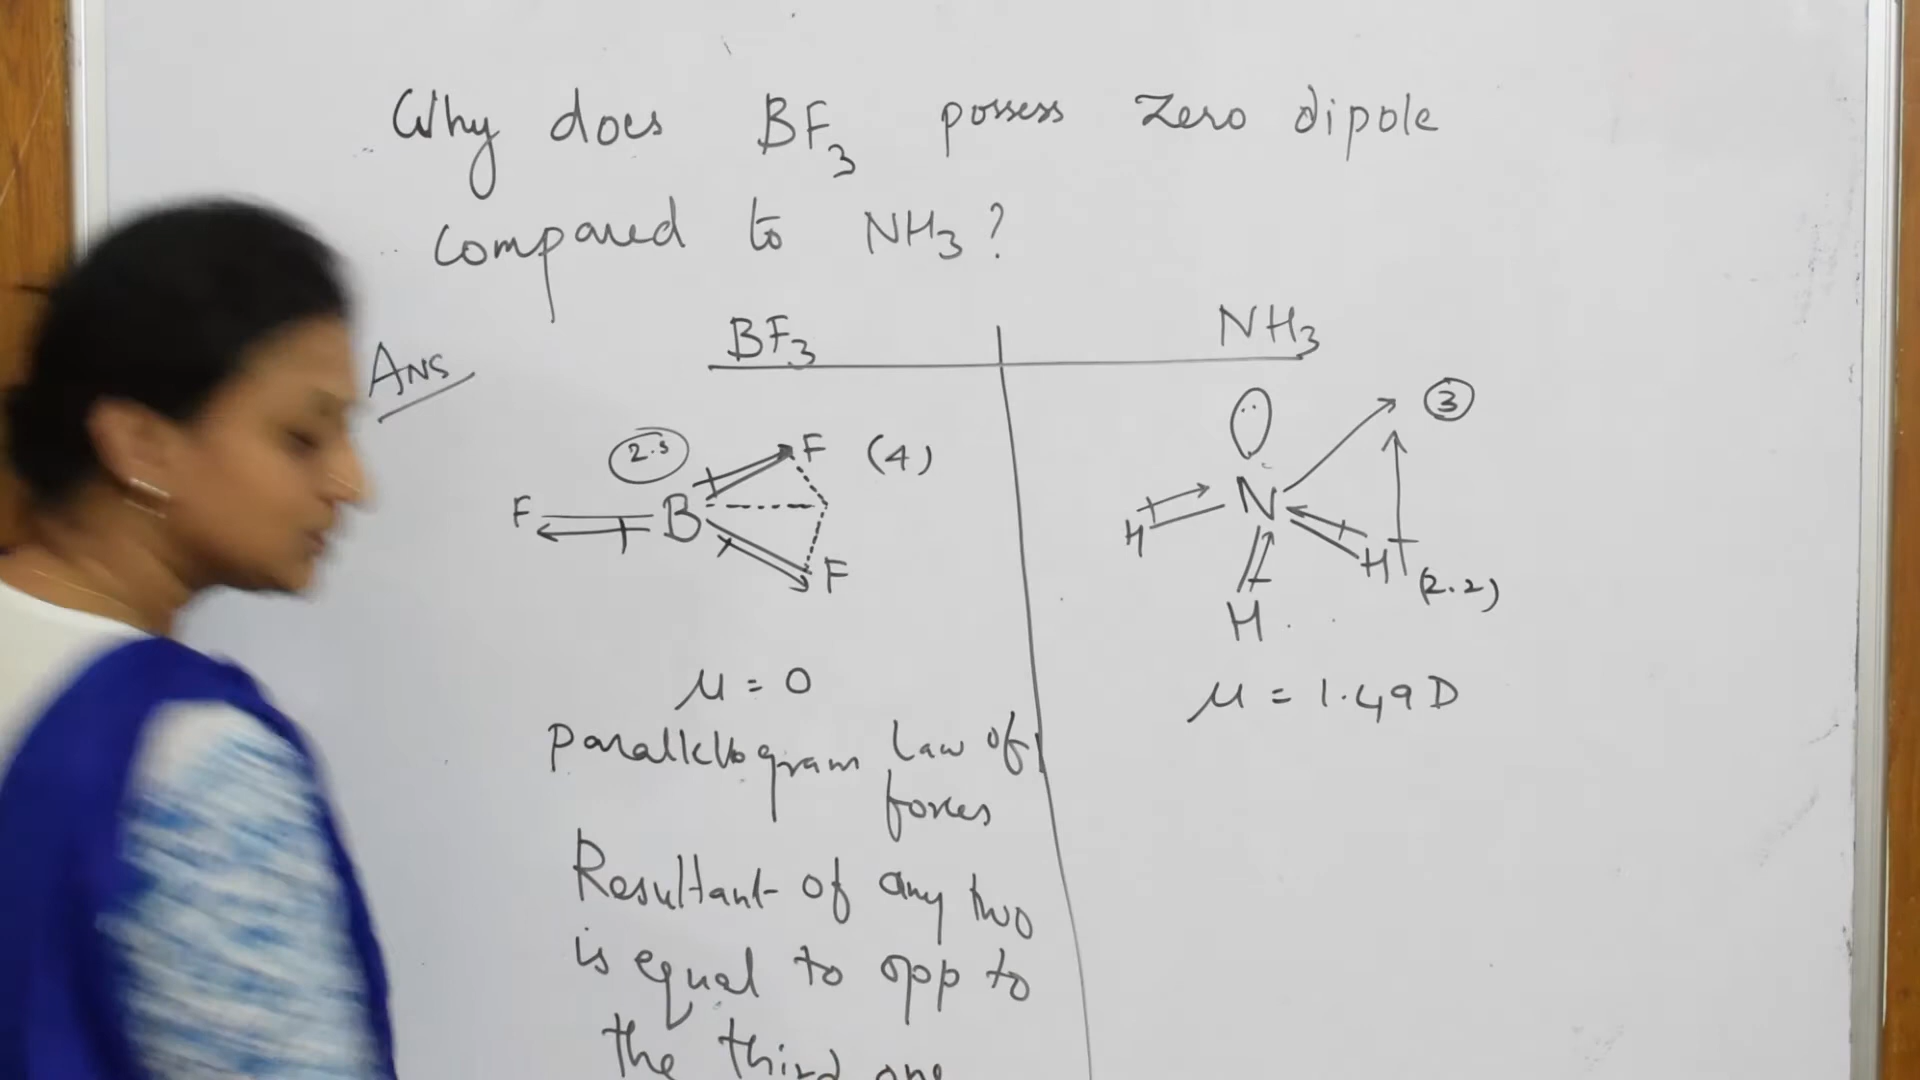 Why does BF3 possess Zero dipole
compared to NH3?
Ans
BF3
NH3
3
2.5
F (4)
F
B
N
H
F
H
(2.2)
H
μ = 0
μ = 1.49 D
Parallelogram Law of
forces
Resultant of any two
is equal to opp to
the third one